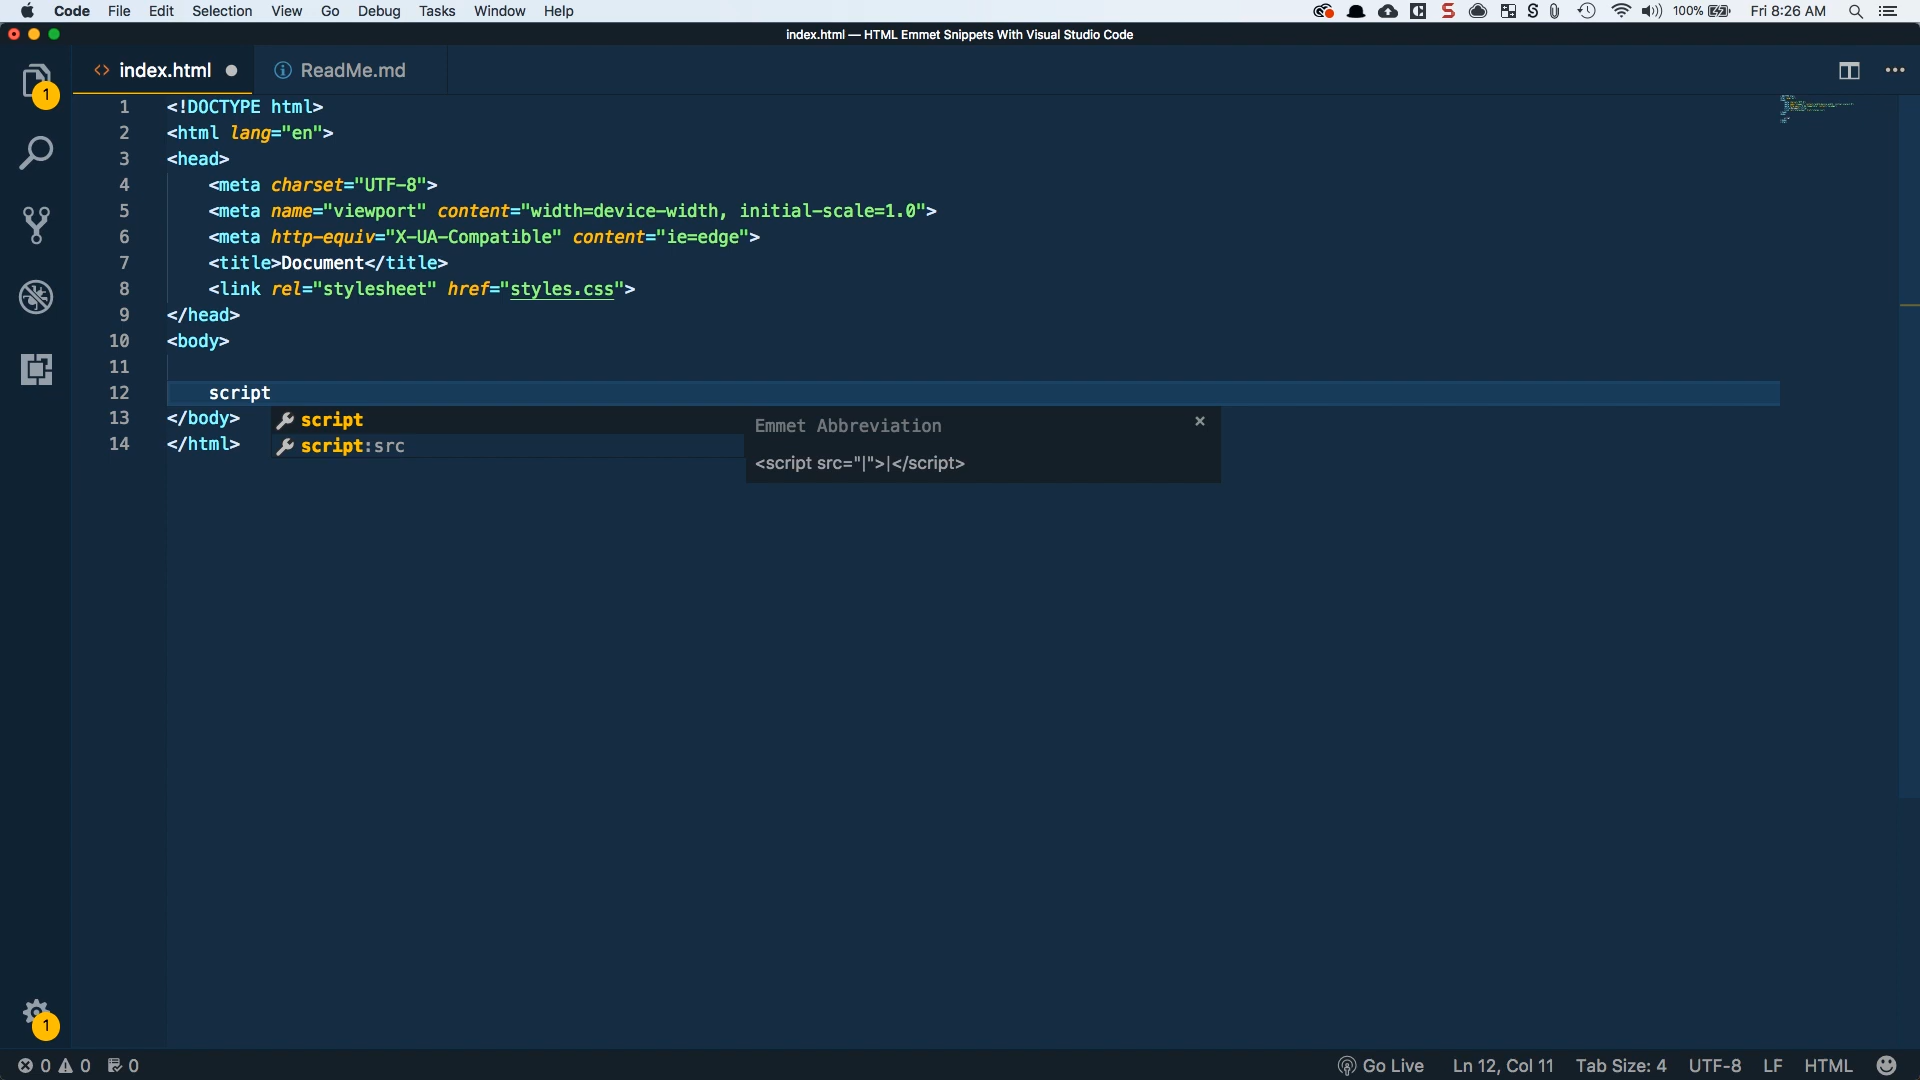 Code File Edit Selection View Go Debug Tasks Window Help 100% Fri 8:26 AM
index.html — HTML Emmet Snippets With Visual Studio Code
index.html ReadMe.md
1
1 <!DOCTYPE html>
2 <html lang="en">
3 <head>
4 <meta charset="UTF-8">
5 <meta name="viewport" content="width=device-width, initial-scale=1.0">
6 <meta http-equiv="X-UA-Compatible" content="ie=edge">
7 <title>Document</title>
8 <link rel="stylesheet" href="styles.css">
9 </head>
10 <body>
11
12 script
13 </body>
14 </html>
script
script:src
Emmet Abbreviation
<script src="|">|</script>
1
0 0 0 Go Live Ln 12, Col 11 Tab Size: 4 UTF-8 LF HTML